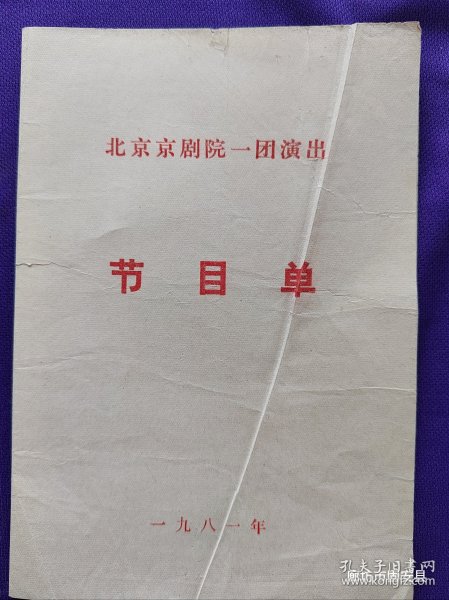 北京京剧院一团演出
节目单
一九八一年
孔夫子旧书网